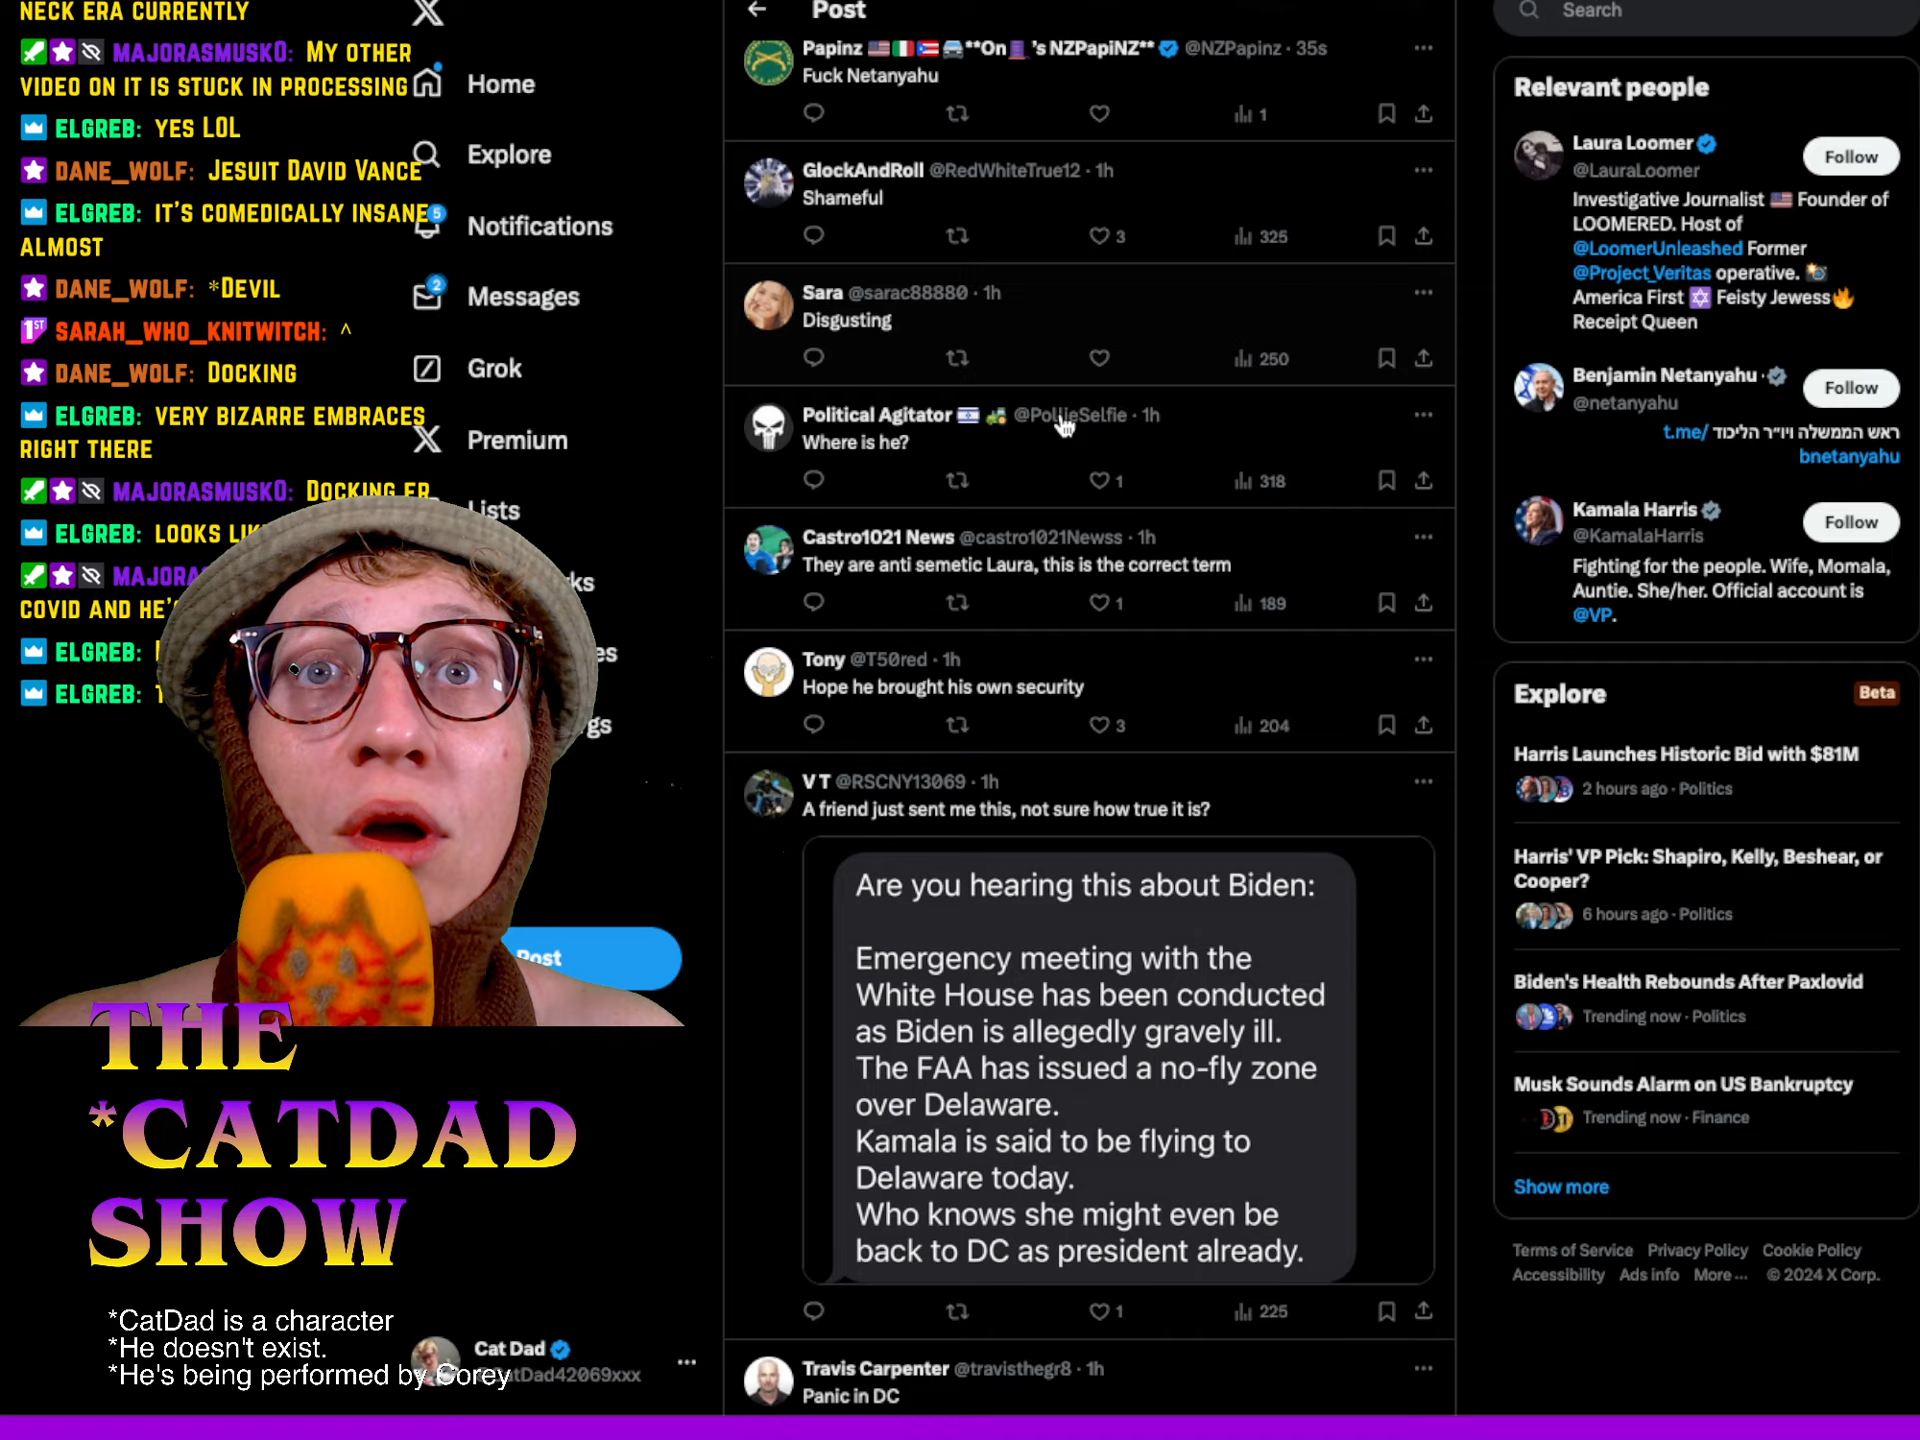 NECK ERA CURRENTLY
MAJORASMUSK0: MY OTHER
VIDEO ON IT IS STUCK IN PROCESSING
ELGREB: YES LOL
DANE_WOLF: JESUIT DAVID VANCE
ELGREB: IT'S COMEDICALLY INSANE
ALMOST
DANE_WOLF: *DEVIL
1ST SARAH_WHO_KNITWITCH: ^
DANE_WOLF: DOCKING
ELGREB: VERY BIZARRE EMBRACES
RIGHT THERE
MAJORASMUSK0: DOCKING ER
ELGREB: LOOKS
COVID AND
ELGREB:
ELGREB:
THE
*CATDAD
SHOW
*CatDad is a character
*He doesn't exist.
*He's being performed by Corey
Home
Explore
5
Notifications
2
Messages
Grok
Premium
Lists
Post
Cat Dad
Post
Papinz **On 's NZPapiNZ** @NZPapinz · 35s
Fuck Netanyahu
1
GlockAndRoll @RedWhiteTrue12 · 1h
Shameful
3 325
Sara @sarac88880 · 1h
Disgusting
250
Political Agitator @PollieSelfie · 1h
Where is he?
1 318
Castro1021 News @castro1021Newss · 1h
They are anti semetic Laura, this is the correct term
1 189
Tony @T50red · 1h
Hope he brought his own security
3 204
V T @RSCNY13069 · 1h
A friend just sent me this, not sure how true it is?
Are you hearing this about Biden:
Emergency meeting with the
White House has been conducted
as Biden is allegedly gravely ill.
The FAA has issued a no-fly zone
over Delaware.
Kamala is said to be flying to
Delaware today.
Who knows she might even be
back to DC as president already.
1 225
Travis Carpenter @travisthegr8 · 1h
Panic in DC
Search
Relevant people
Laura Loomer
@LauraLoomer
Follow
Investigative Journalist Founder of
LOOMERED. Host of
@LoomerUnleashed Former
@Project_Veritas operative.
America First Feisty Jewess
Receipt Queen
Benjamin Netanyahu
@netanyahu
Follow
ראש הממשלה ויו״ר הליכוד t.me/
bnetanyahu
Kamala Harris
@KamalaHarris
Follow
Fighting for the people. Wife, Momala,
Auntie. She/her. Official account is
@VP.
Explore
Beta
Harris Launches Historic Bid with $81M
2 hours ago · Politics
Harris' VP Pick: Shapiro, Kelly, Beshear, or
Cooper?
6 hours ago · Politics
Biden's Health Rebounds After Paxlovid
Trending now · Politics
Musk Sounds Alarm on US Bankruptcy
Trending now · Finance
Show more
Terms of Service Privacy Policy Cookie Policy
Accessibility Ads info More ··· © 2024 X Corp.